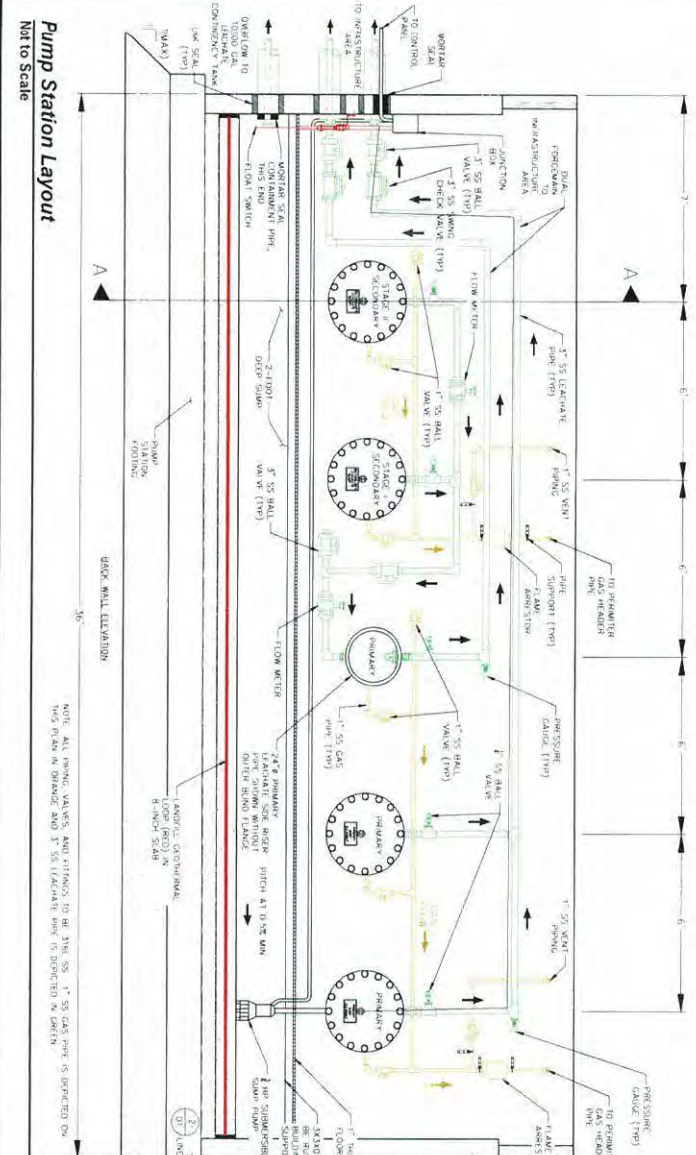 7'
6'
6'
6'
6'
MORTAR
SEAL
TO CONTROL
PANEL
TO INFRASTRUCTURE
AREA
OVERFLOW TO
LEACHATE
CONTINGENCY TANK
LINK SEAL
(TYP)
(MAX)
DUAL
FORCEMAIN
TO
INFRASTRUCTURE
AREA
JUNCTION
BOX
3" SS BALL
VALVE (TYP)
3" SS SWING
CHECK VALVE (TYP)
FLOW METER
A
A
3" SS LEACHATE
PIPE (TYP)
1" SS VENT
PIPING
TO PERIMETER
GAS HEADER
PIPE
PIPE
SUPPORT (TYP)
FLAME
ARRESTOR
PRESSURE
GAUGE (TYP)
1" SS BALL
VALVE (TYP)
SS BALL
VALVE
1" SS VENT
PIPING
PRESSURE
GAUGE (TYP)
GAS HEAD
PIPE
FLAME
STAGE II
SECONDARY
STAGE I
SECONDARY
PRIMARY
PRIMARY
PRIMARY
1" SS BALL
VALVE (TYP)
1" SS GAS
PIPE (TYP)
MORTAR SEAL
CONTAINMENT PIPE,
THIS END
FLOAT SWITCH
2-FOOT
DEEP SUMP
3" SS BALL
VALVE (TYP)
FLOW METER
24"ø PRIMARY
LEACHATE SIDE RISER
PIPE SHOWN WITHOUT
OUTER BLIND FLANGE
PITCH AT 0.5% MIN
HP SUBMERSIB
SUMP PUMP
PUMP
STATION
FOOTING
LANDFILL GEOTHERMAL
LOOP (RED) IN
8-INCH SLAB
BACK WALL ELEVATION
36'
NOTE: ALL PIPING, VALVES, AND FITTINGS TO BE 316L SS. 1" SS GAS PIPE IS DEPICTED ON
THIS PLAN IN ORANGE AND 3" SS LEACHATE PIPE IS DEPICTED IN GREEN
Pump Station Layout
Not to Scale